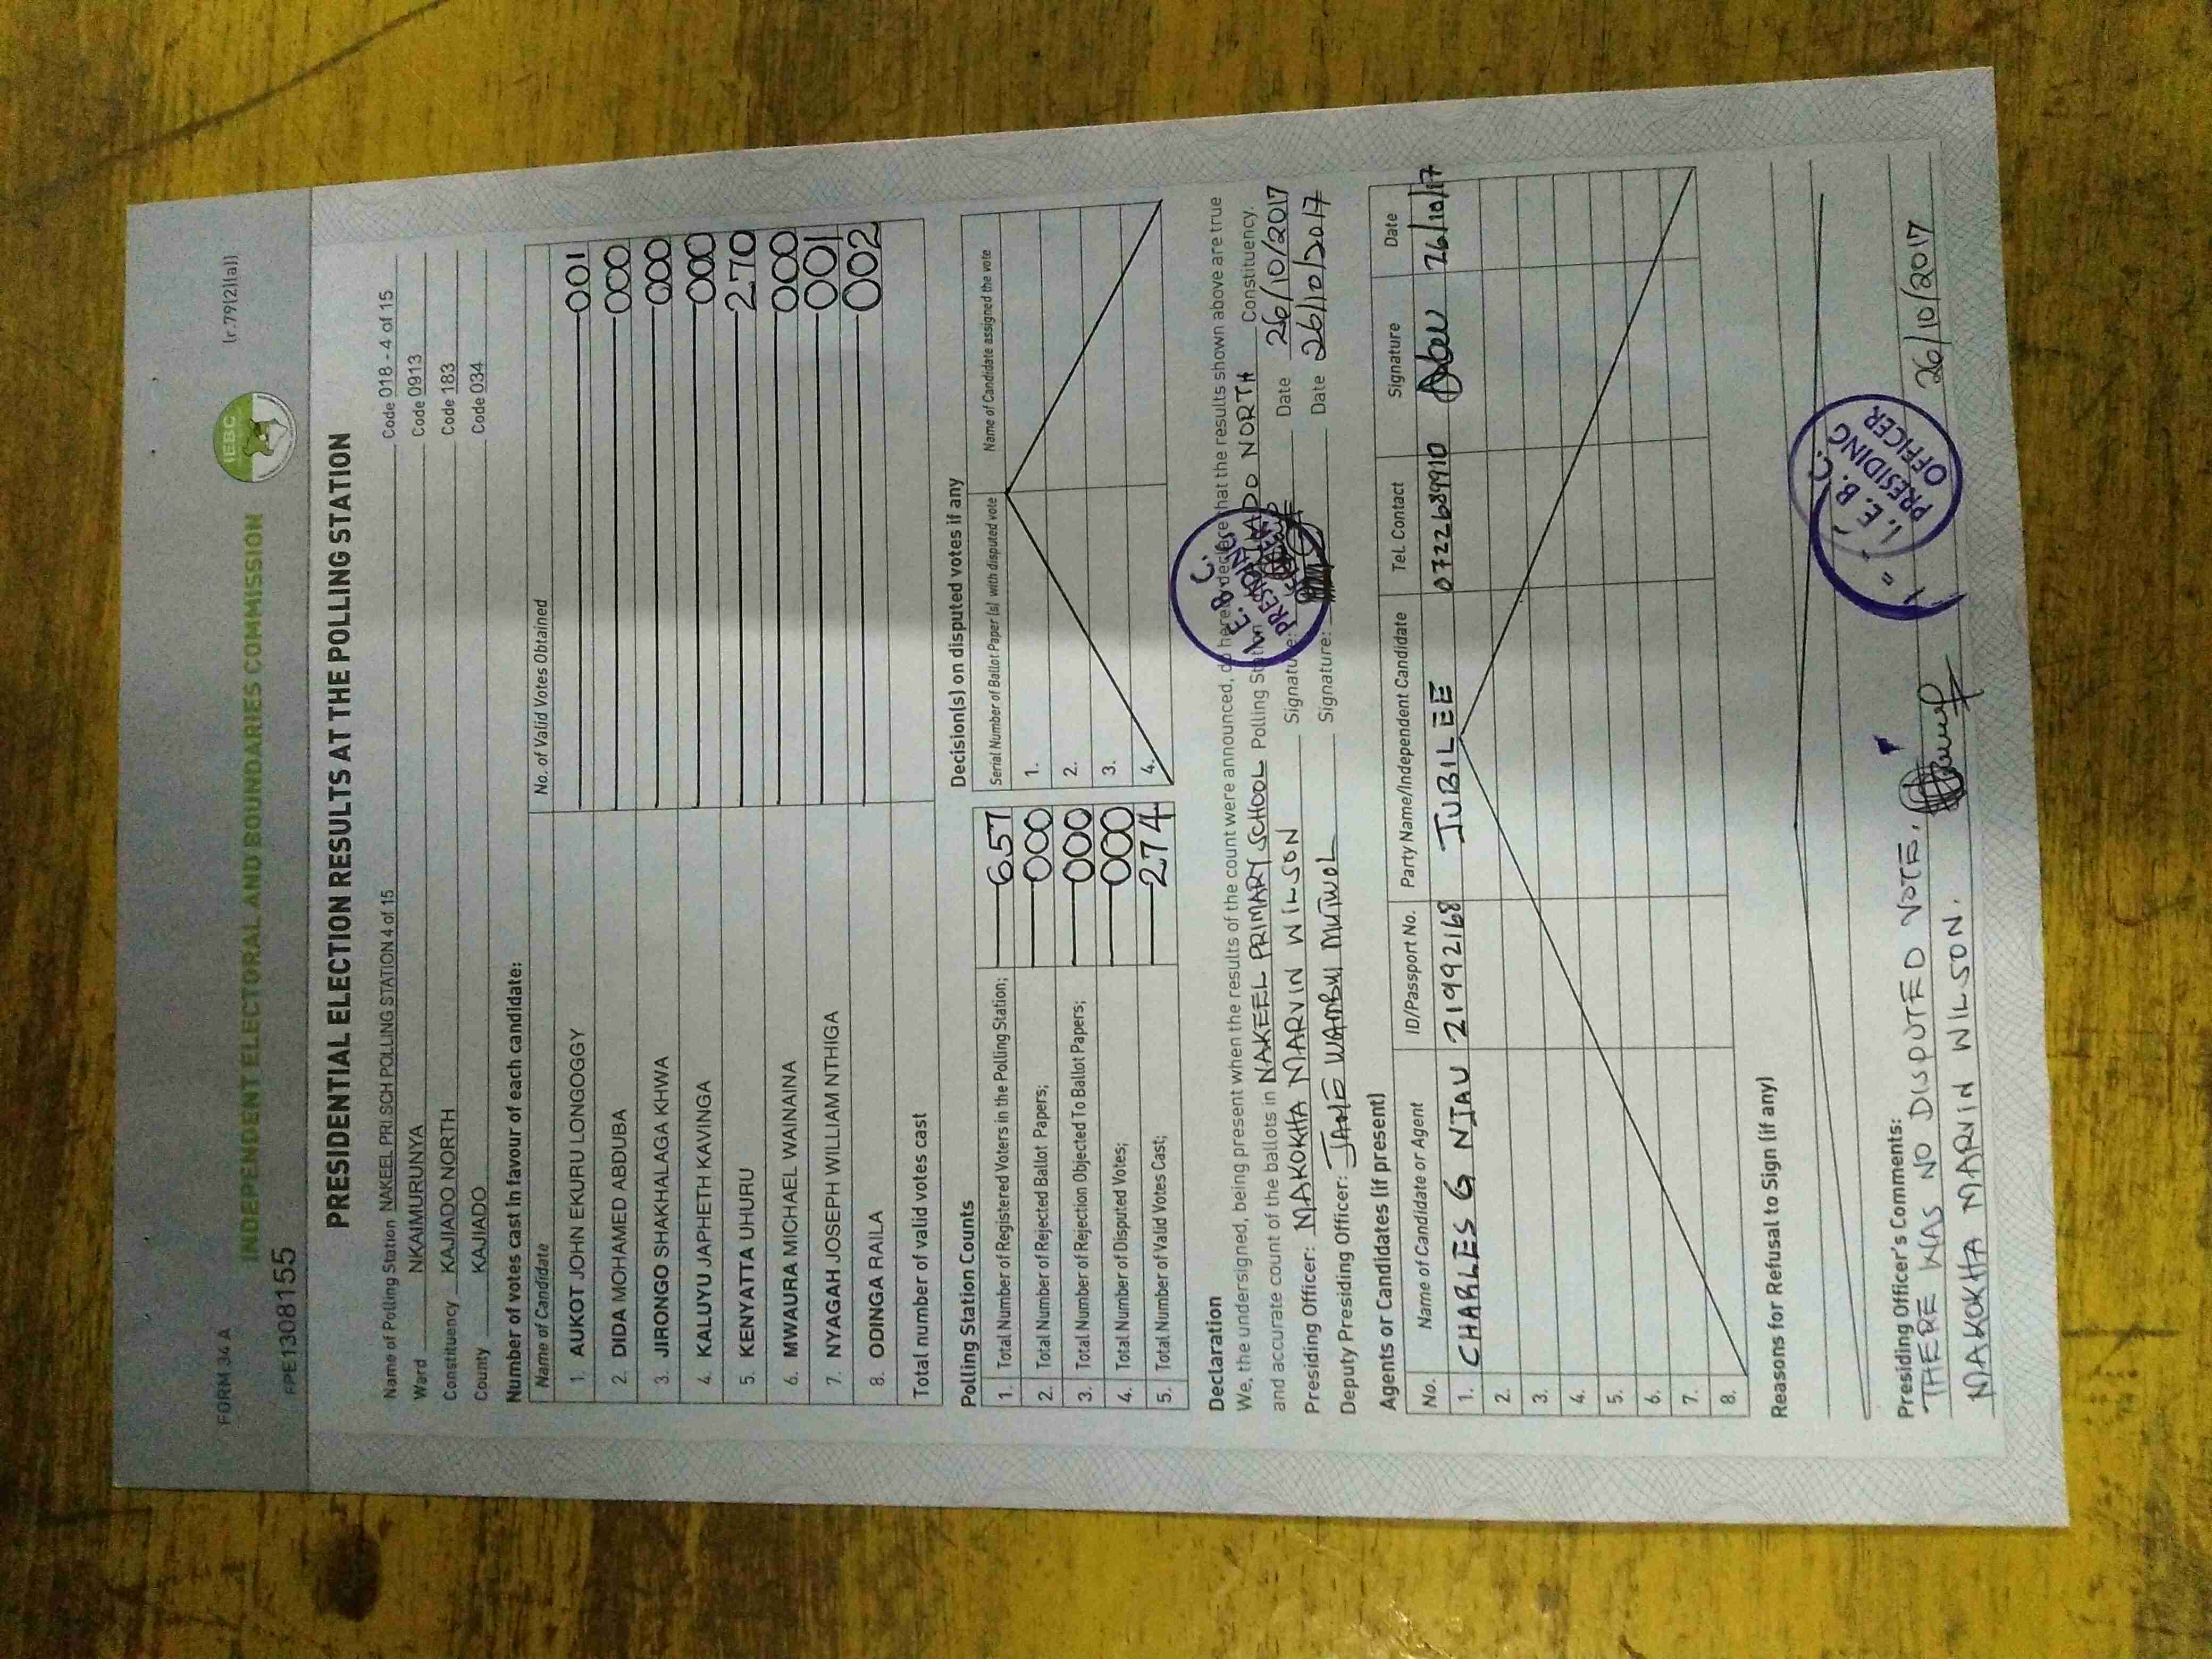 FORM 34 A
(r.79(2)(a))
IEBC
INDEPENDENT ELECTORAL AND BOUNDARIES COMMISSION
PPE1308155
PRESIDENTIAL ELECTION RESULTS AT THE POLLING STATION
Name of Polling Station NAKEEL PRI.SCH POLLING STATION 4 of 15 Code 018 - 4 of 15
Ward NKAIMURUNYA Code 0913
Constituency KAJIADO NORTH Code 183
County KAJIADO Code 034
Number of votes cast in favour of each candidate:
Name of Candidate No. of Valid Votes Obtained
1. AUKOT JOHN EKURU LONGOGGY 001
2. DIDA MOHAMED ABDUBA 000
3. JIRONGO SHAKHALAGA KHWA 000
4. KALUYU JAPHETH KAVINGA 000
5. KENYATTA UHURU 270
6. MWAURA MICHAEL WAINAINA 000
7. NYAGAH JOSEPH WILLIAM NTHIGA 001
8. ODINGA RAILA 002
Total number of valid votes cast
Polling Station Counts
1. Total Number of Registered Voters in the Polling Station; 657
2. Total Number of Rejected Ballot Papers; 000
3. Total Number of Rejection Objected To Ballot Papers; 000
4. Total Number of Disputed Votes; 000
5. Total Number of Valid Votes Cast; 274
Decision(s) on disputed votes if any
Serial Number of Ballot Paper (s) with disputed vote Name of Candidate assigned the vote
1.
2.
3.
4.
Declaration
We, the undersigned, being present when the results of the count were announced, do hereby declare that the results shown above are true
and accurate count of the ballots in NAKEEL PRIMARY SCHOOL Polling Station KAJIADO NORTH Constituency.
Presiding Officer: NAKOKHA MARVIN WILSON Signature: Date 26/10/2017
Deputy Presiding Officer: JANE WAMBUI MUTWOL Signature: Date 26/10/2017
I. E. B. C.
PRESIDING
OFFICER
Agents or Candidates (if present)
No. Name of Candidate or Agent ID/Passport No. Party Name/Independent Candidate Tel. Contact Signature Date
1. CHARLES G NJAU 21992168 JUBILEE 0722689910 26/10/17
2.
3.
4.
5.
6.
7.
8.
Reasons for Refusal to Sign (if any)
Presiding Officer's Comments:
THERE WAS NO DISPUTED VOTE.
NAKOKHA MARVIN WILSON. 26/10/2017
I. E. B. C.
PRESIDING
OFFICER